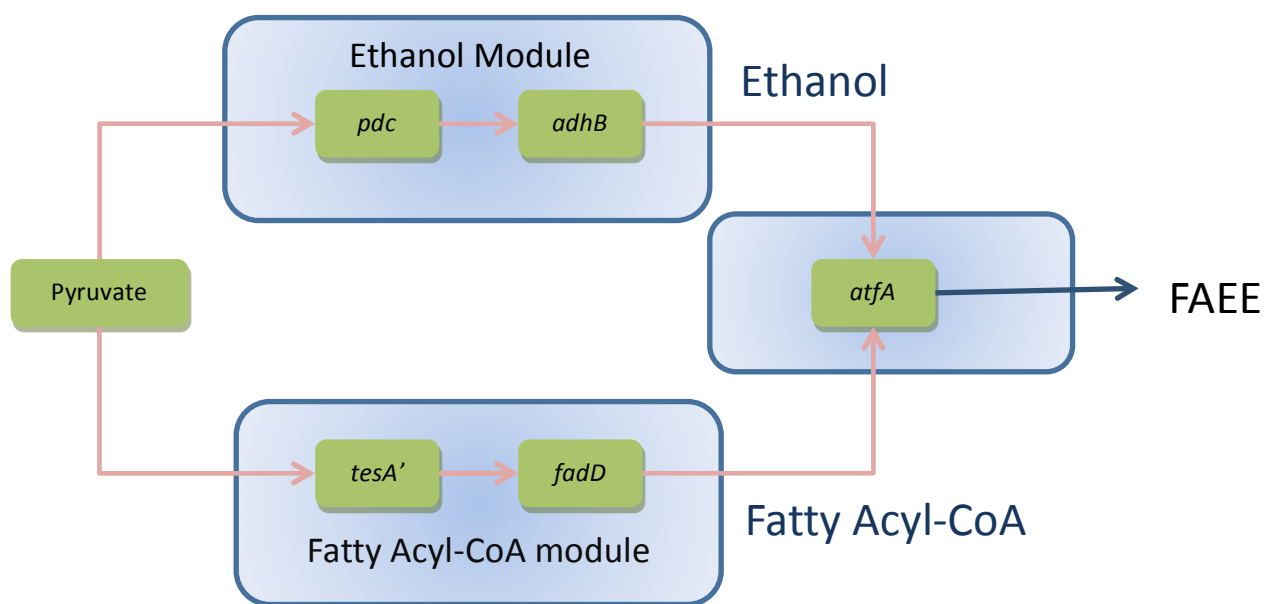 Ethanol Module
pdc
adhB
Ethanol
Pyruvate
atfA
FAEE
tesA’
fadD
Fatty Acyl-CoA module
Fatty Acyl-CoA